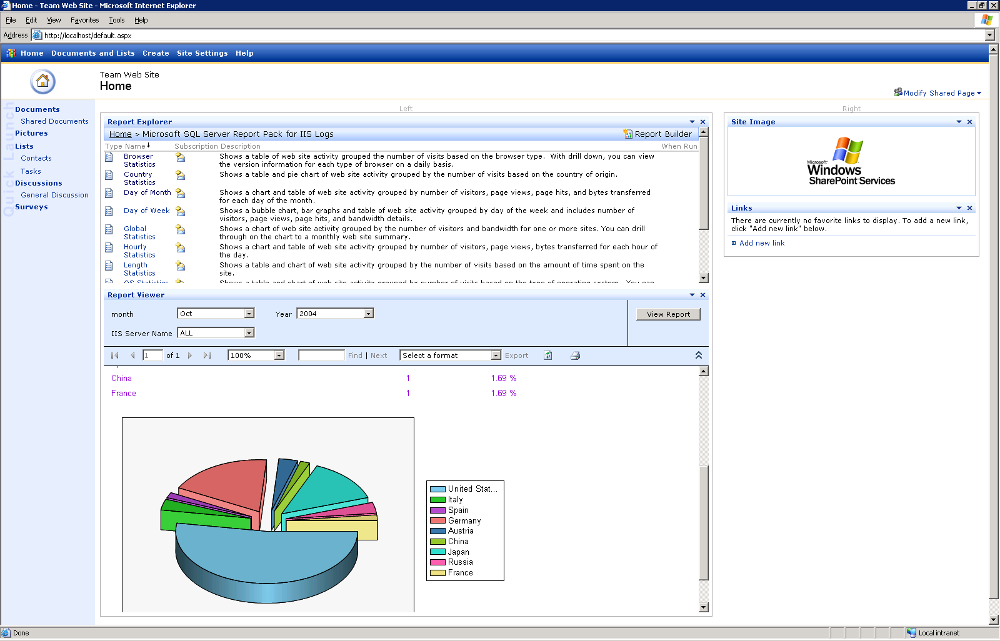 Home - Team Web Site - Microsoft Internet Explorer
File Edit View Favorites Tools Help
Address http://localhost/default.aspx
Home Documents and Lists Create Site Settings Help
Team Web Site
Home
Modify Shared Page
Quick Launch
Documents
Shared Documents
Pictures
Lists
Contacts
Tasks
Discussions
General Discussion
Surveys
Left
Report Explorer
Home > Microsoft SQL Server Report Pack for IIS Logs Report Builder
Type Name Subscription Description When Run
Browser Statistics
Shows a table of web site activity grouped the number of visits based on the browser type. With drill down, you can view
the version information for each type of browser on a daily basis.
Country Statistics
Shows a table and pie chart of web site activity grouped by the number of visits based on the country of origin.
Day of Month
Shows a chart and table of web site activity grouped by number of visitors, page views, page hits, and bytes transferred
for each day of the month.
Day of Week
Shows a bubble chart, bar graphs and table of web site activity grouped by day of the week and includes number of
visitors, page views, page hits, and bandwidth details.
Global Statistics
Shows a chart of web site activity grouped by the number of visitors and bandwidth for one or more sites. You can drill
through on the chart to a monthly web site summary.
Hourly Statistics
Shows a chart and table of web site activity grouped by number of visitors, page views, bytes transferred for each hour of
the day.
Length Statistics
Shows a table and chart of web site activity grouped by the number of visits based on the amount of time spent on the
site.
OS Statistics
Shows a table and chart of web site activity grouped by number of visits based on the type of operating system. You can
Report Viewer
month Oct Year 2004 View Report
IIS Server Name ALL
1 of 1 100% Find | Next Select a format Export
China 1 1.69 %
France 1 1.69 %
United Stat...
Italy
Spain
Germany
Austria
China
Japan
Russia
France
Right
Site Image
Microsoft
Windows
SharePoint Services
Links
There are currently no favorite links to display. To add a new link,
click "Add new link" below.
Add new link
Done Local intranet